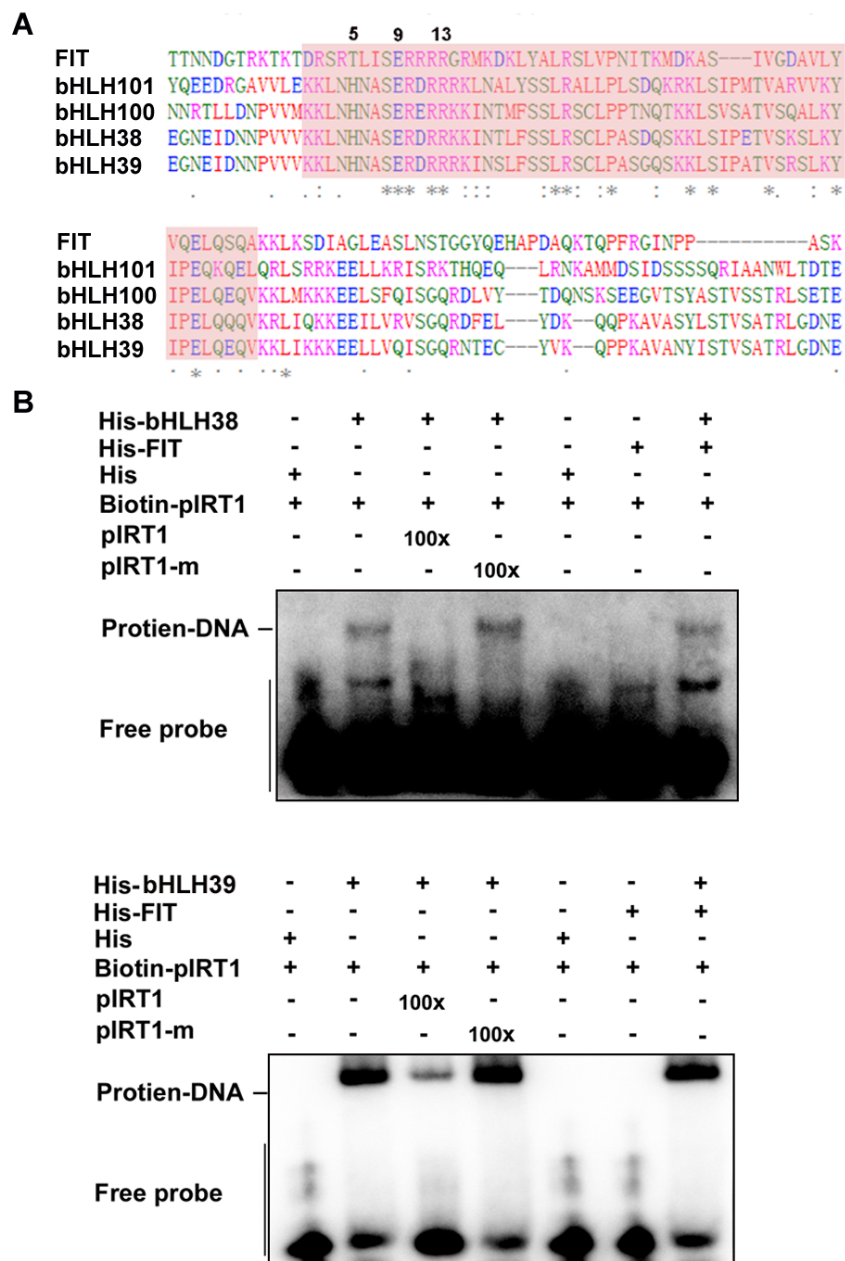 A
5 9 13
FIT TTNNDGTRKTKTDRSRTLISERRRRGRMKDKLYALRSLVPNITKMDKAS---IVGDAVLY
bHLH101 YQEEDRGAVVLEKKLNHNASERDRRRKLNALYSSLRALLPLSDQKRKLSIPMTVARVVKY
bHLH100 NNRTLLDNPVVMKKLNHNASERERRRKINTMFSSLRSCLPPTNQTKKLSVSATVSQALKY
bHLH38 EGNEIDNNPVVVKKLNHNASERDRRRKINTLFSSLRSCLPASDQSKKLSIPETVSKSLKY
bHLH39 EGNEIDNNPVVVKKLNHNASERDRRRKINSLFSSLRSCLPASGQSKKLSIPATVSRSLKY
. . : . *** ** ::: :**: :* : * * *. : *
FIT VQELQSQAKKLKSDIAGLEASLNSTGGYQEHAPDAQKTQPFRGINPP----------ASK
bHLH101 IPEQKQELQRLSRRKEELLKRISRKTHQEQ---LRNKAMMDSIDSSSSQRIAANWLTDTE
bHLH100 IPELQEQVKKLMKKKEELSFQISGQRDLVY---TDQNSKSEEGVTSYASTVSSTRLSETE
bHLH38 IPELQQQVKRLIQKKEEILVRVSGQRDFEL---YDK--QQPKAVASYLSTVSATRLGDNE
bHLH39 IPELQEQVKKLIKKKEELLVQISGQRNTEC---YVK--QPPKAVANYISTVSATRLGDNE
. * . . ..* . . . .
B
His-bHLH38 - + + + - - +
His-FIT - - - - - + +
His + - - - + - -
Biotin-pIRT1 + + + + + + +
pIRT1 - - 100x - - - -
pIRT1-m - - - 100x - - -
Protien-DNA
Free probe
His-bHLH39 - + + + - - +
His-FIT - - - - - + +
His + - - - + - -
Biotin-pIRT1 + + + + + + +
pIRT1 - - 100x - - - -
pIRT1-m - - - 100x - - -
Protien-DNA
Free probe